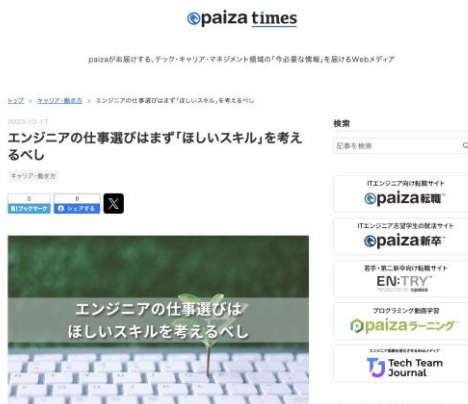 paiza times
paizaがお届けする、テック・キャリア・マネジメント領域の「今必要な情報」を届けるWebメディア
トップ > キャリア・働き方 > エンジニアの仕事選びはまず「ほしいスキル」を考えるべし
2023-10-17
エンジニアの仕事選びはまず「ほしいスキル」を考え
るべし
キャリア・働き方
0
B!ブックマーク
8
シェアする
X
エンジニアの仕事選びは
ほしいスキルを考えるべし
検索
記事を検索
ITエンジニア向け転職サイト
paiza転職
ITエンジニア志望学生の就活サイト
paiza新卒
若手・第二新卒向け転職サイト
EN:TRY
PRODUCED BY paiza
プログラミング動画学習
paizaラーニング
Tech Team
Journal